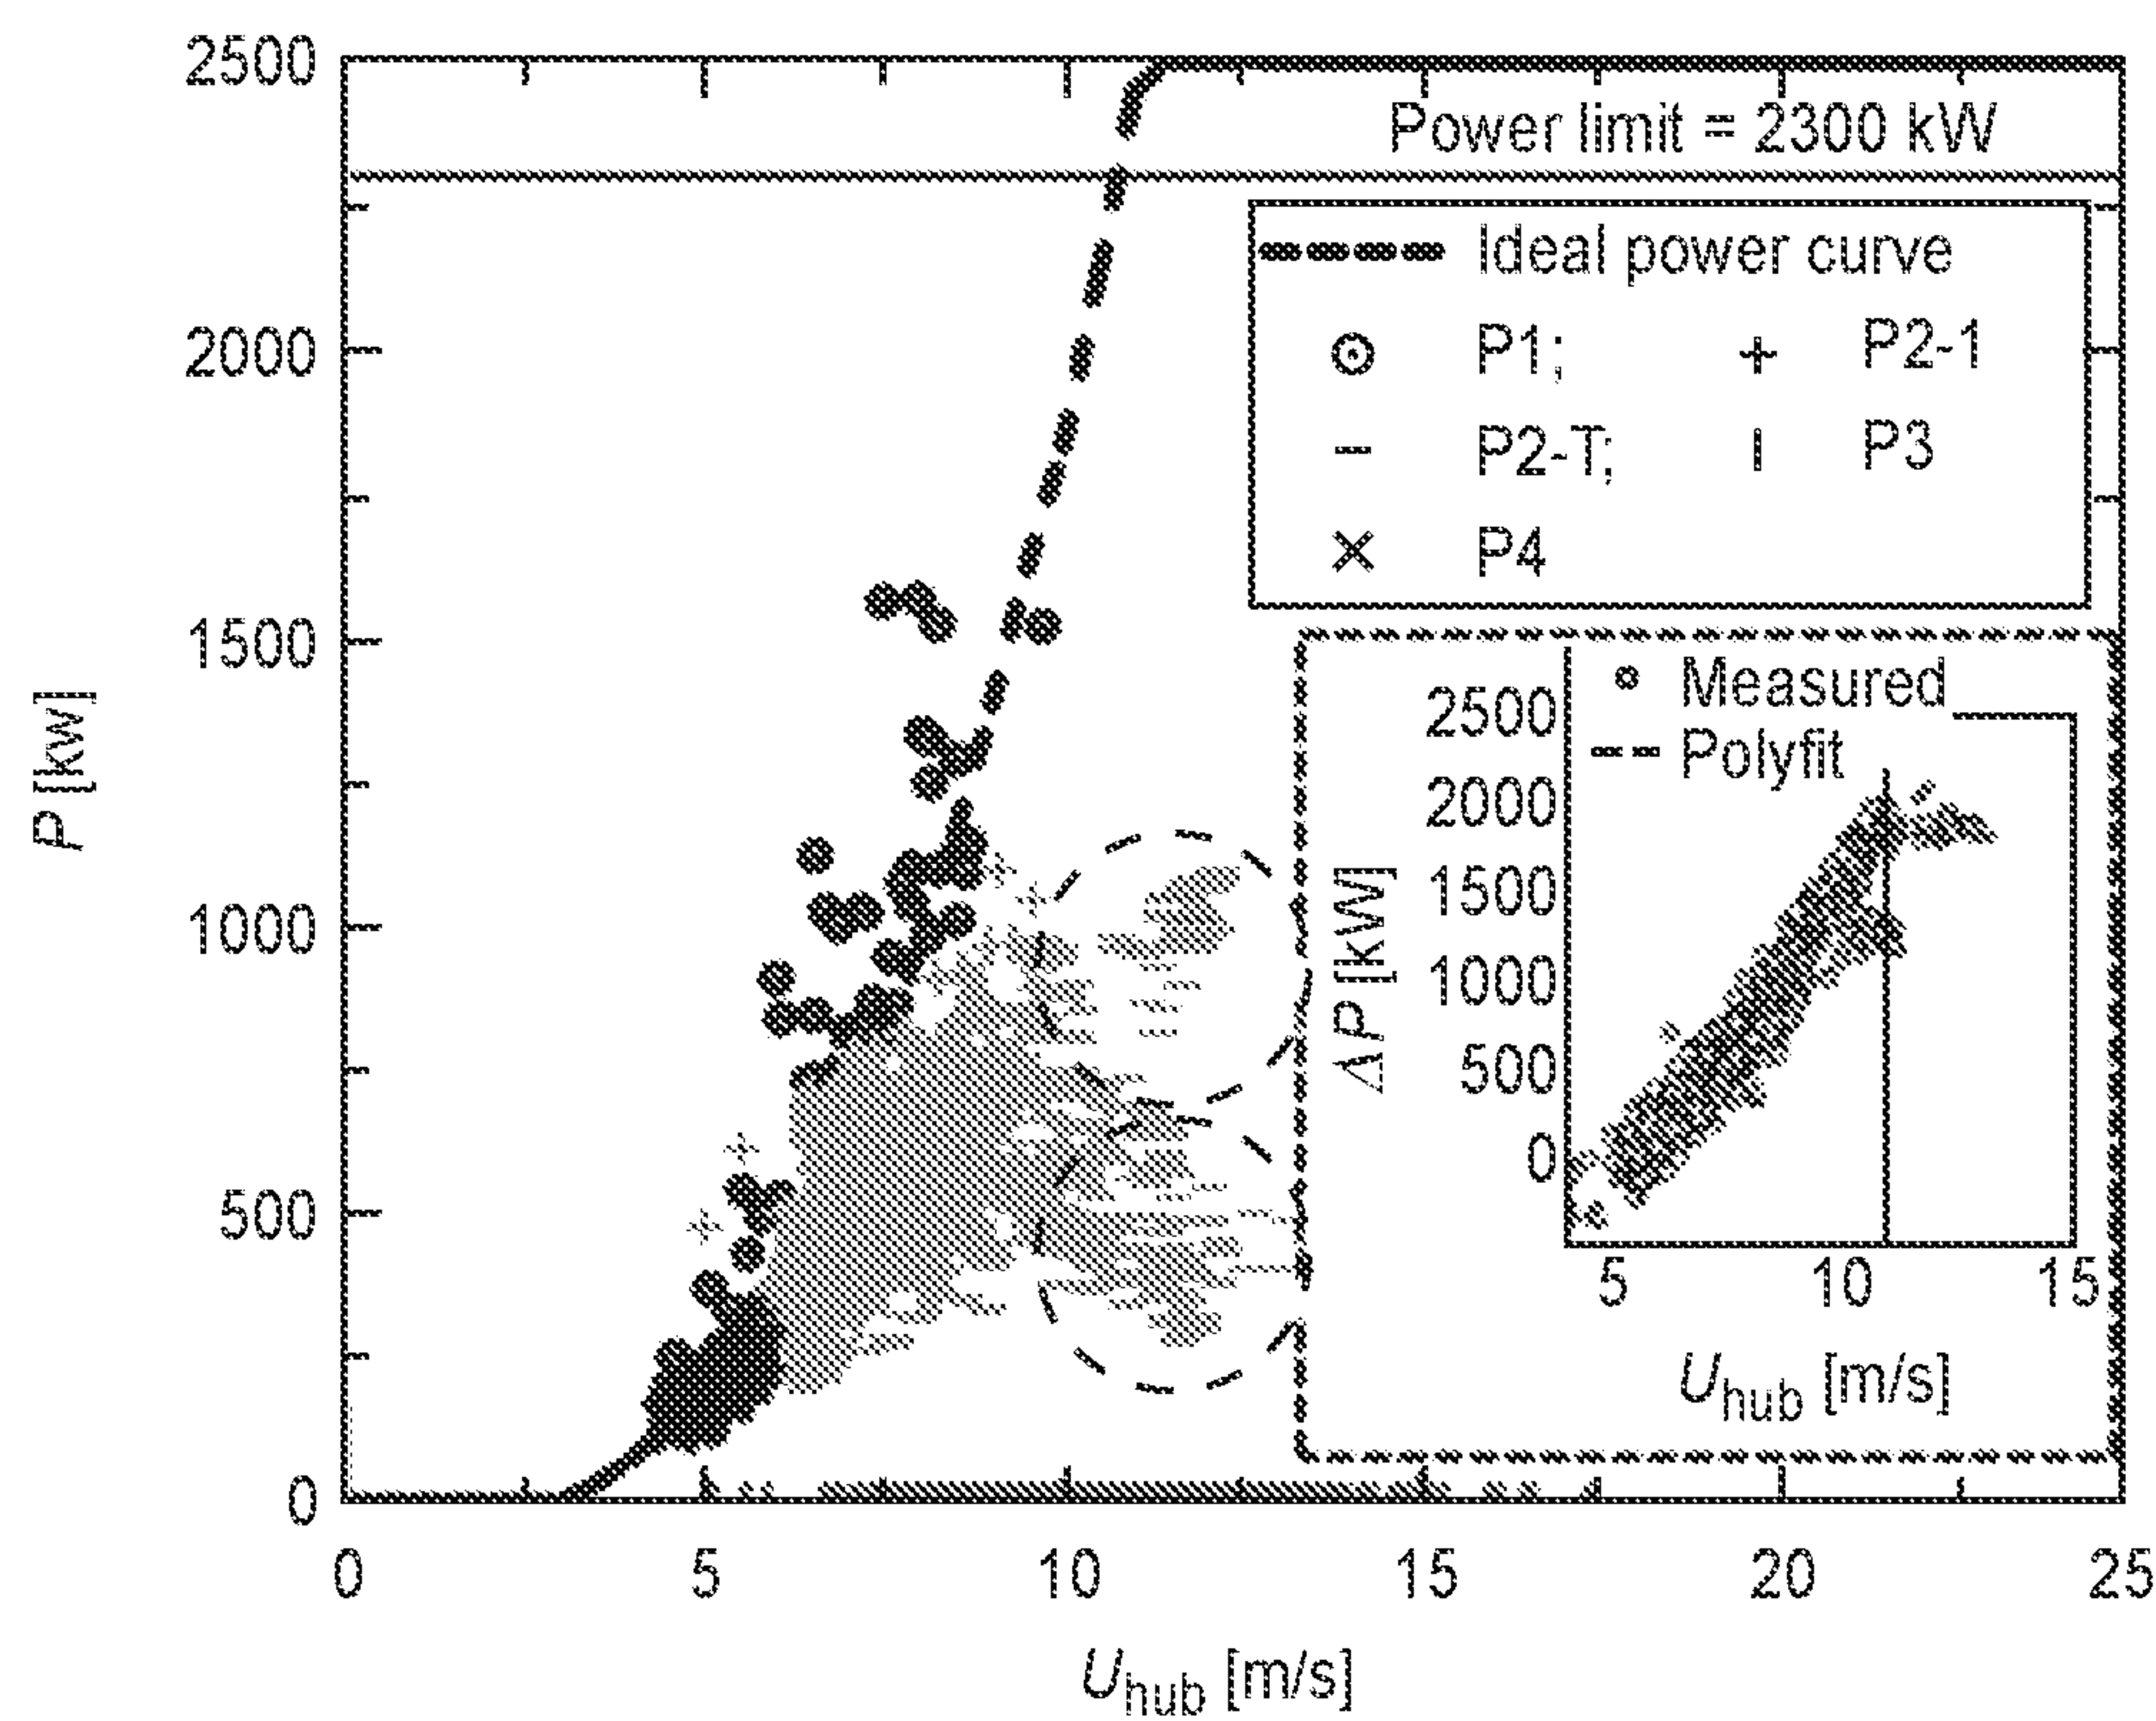 2500
2000
1500
1000
500
0
P [kw]
0 5 10 15 20 25
Uhub [m/s]
Power limit = 2300 kW
Ideal power curve
P1; P2-1
P2-T; P3
P4
Measured
Polyfit
2500
2000
1500
1000
500
0
ΔP [kW]
5 10 15
Uhub [m/s]